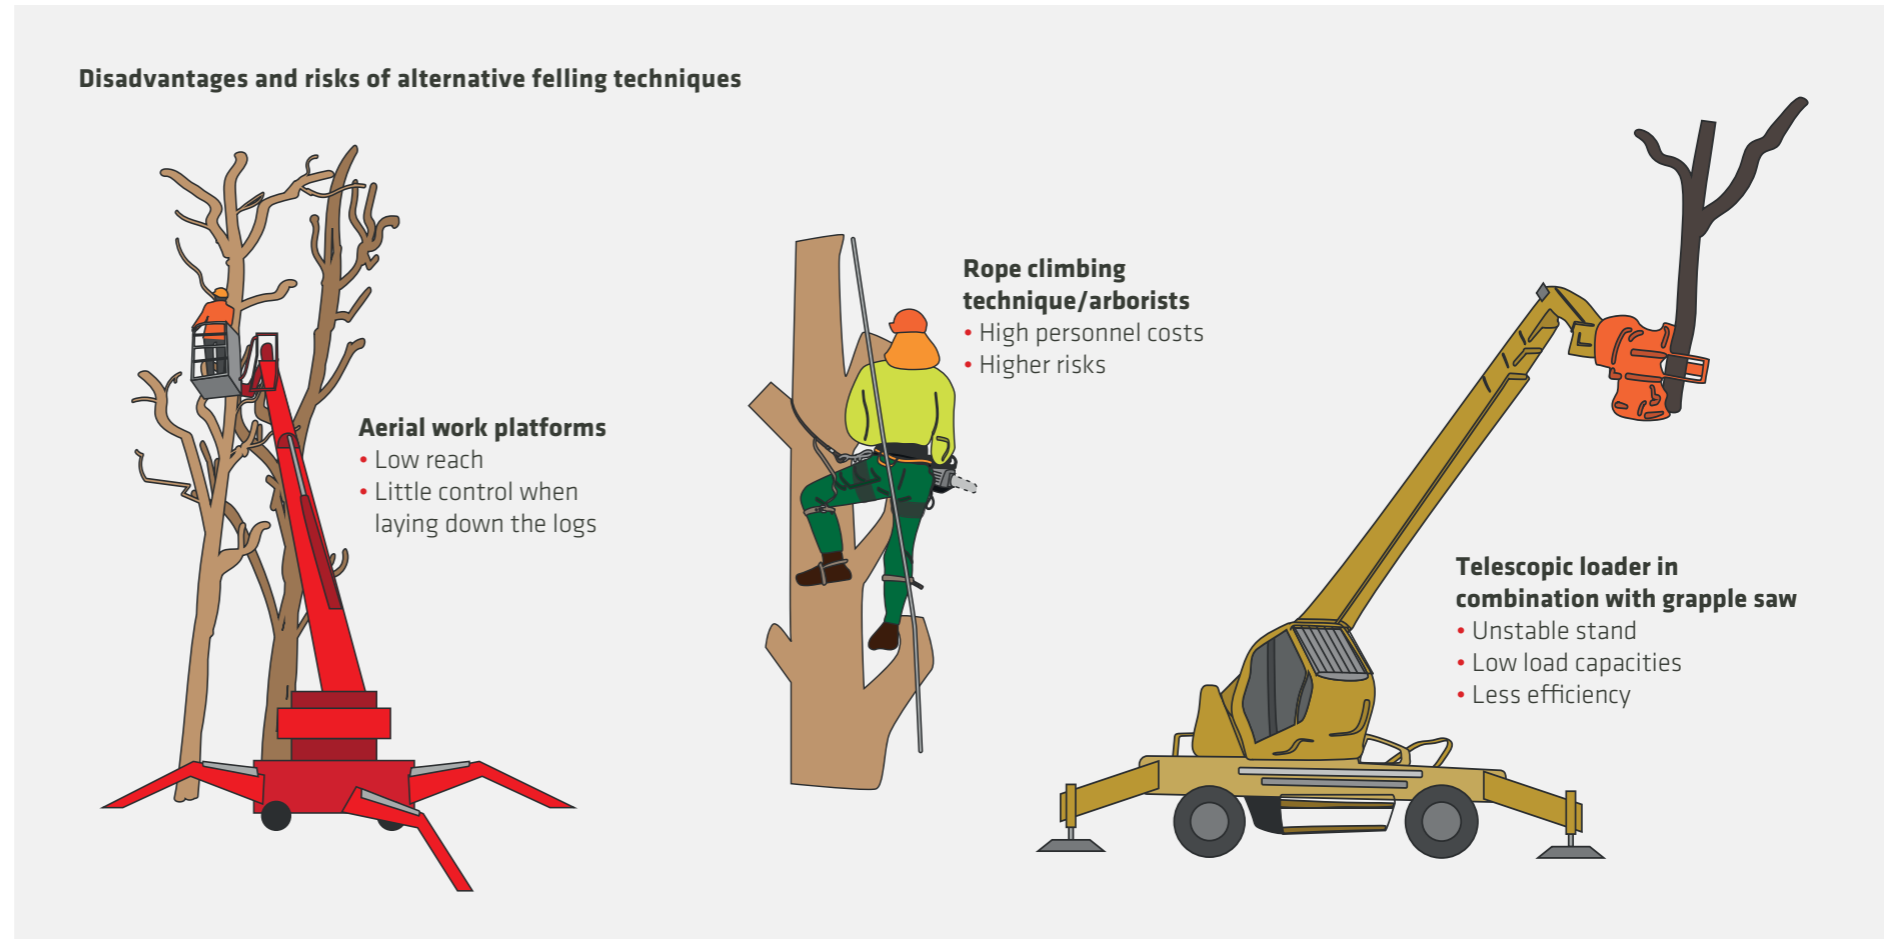 Disadvantages and risks of alternative felling techniques
Aerial work platforms
• Low reach
• Little control when
laying down the logs
Rope climbing
technique/arborists
• High personnel costs
• Higher risks
Telescopic loader in
combination with grapple saw
• Unstable stand
• Low load capacities
• Less efficiency